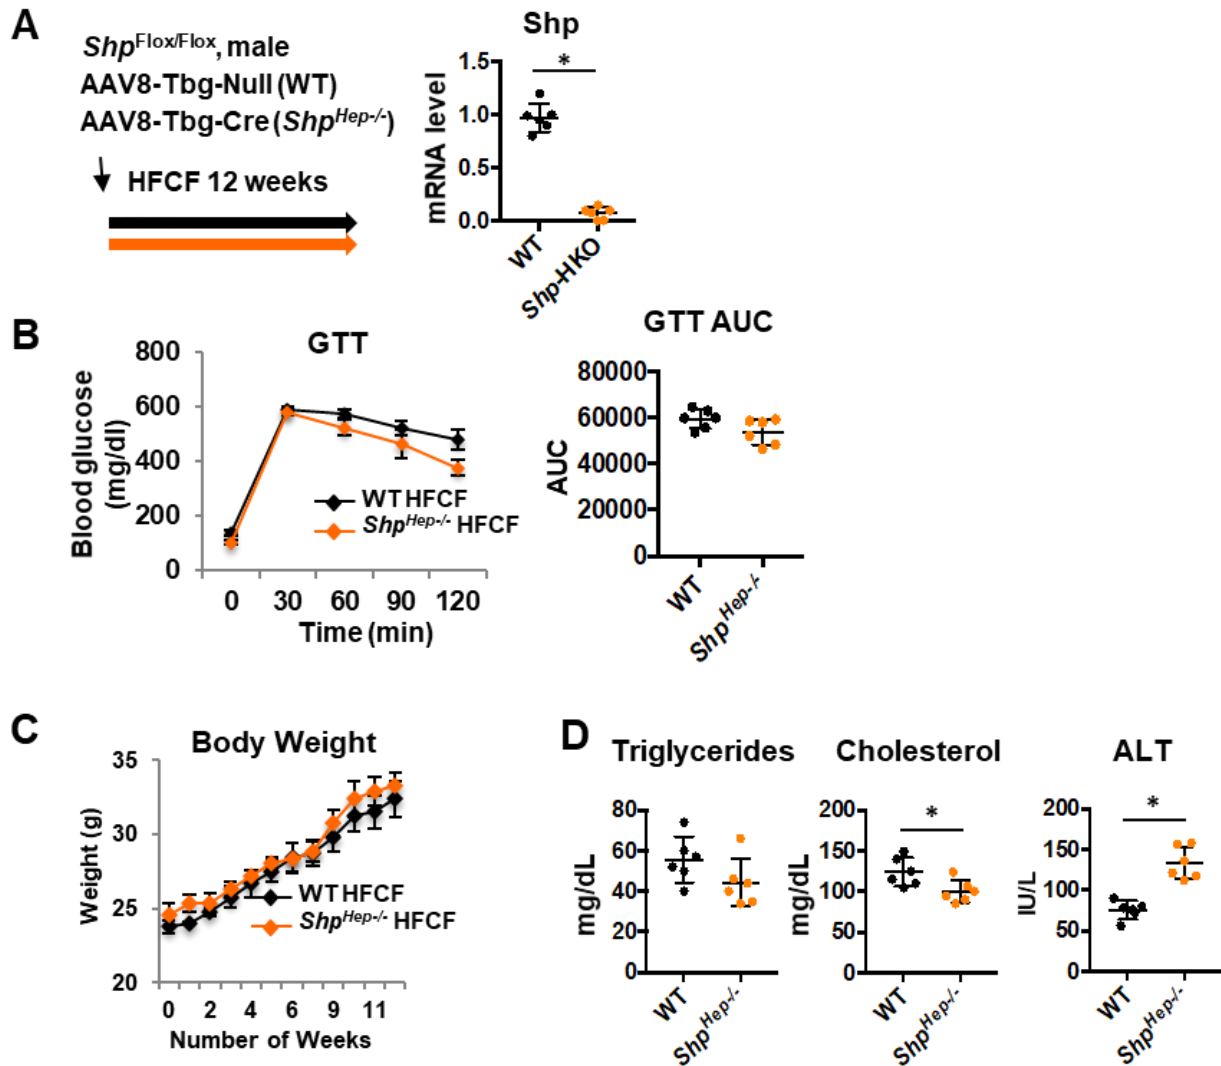 A
Shp^Flox/Flox, male
AAV8-Tbg-Null (WT)
AAV8-Tbg-Cre (Shp^Hep-/-)
HFCF 12 weeks
Shp
*
mRNA level
1.5
1.0
0.5
0.0
WT
Shp-HKO
B
GTT
Blood glucose
(mg/dl)
800
600
400
200
0
WT HFCF
Shp^Hep-/- HFCF
0 30 60 90 120
Time (min)
GTT AUC
AUC
80000
60000
40000
20000
0
WT
Shp^Hep-/-
C
Body Weight
Weight (g)
35
30
25
20
WT HFCF
Shp^Hep-/- HFCF
0 2 4 6 9 11
Number of Weeks
D
Triglycerides
mg/dL
80
60
40
20
0
WT
Shp^Hep-/-
Cholesterol
*
mg/dL
200
150
100
50
0
WT
Shp^Hep-/-
ALT
*
IU/L
200
150
100
50
0
WT
Shp^Hep-/-